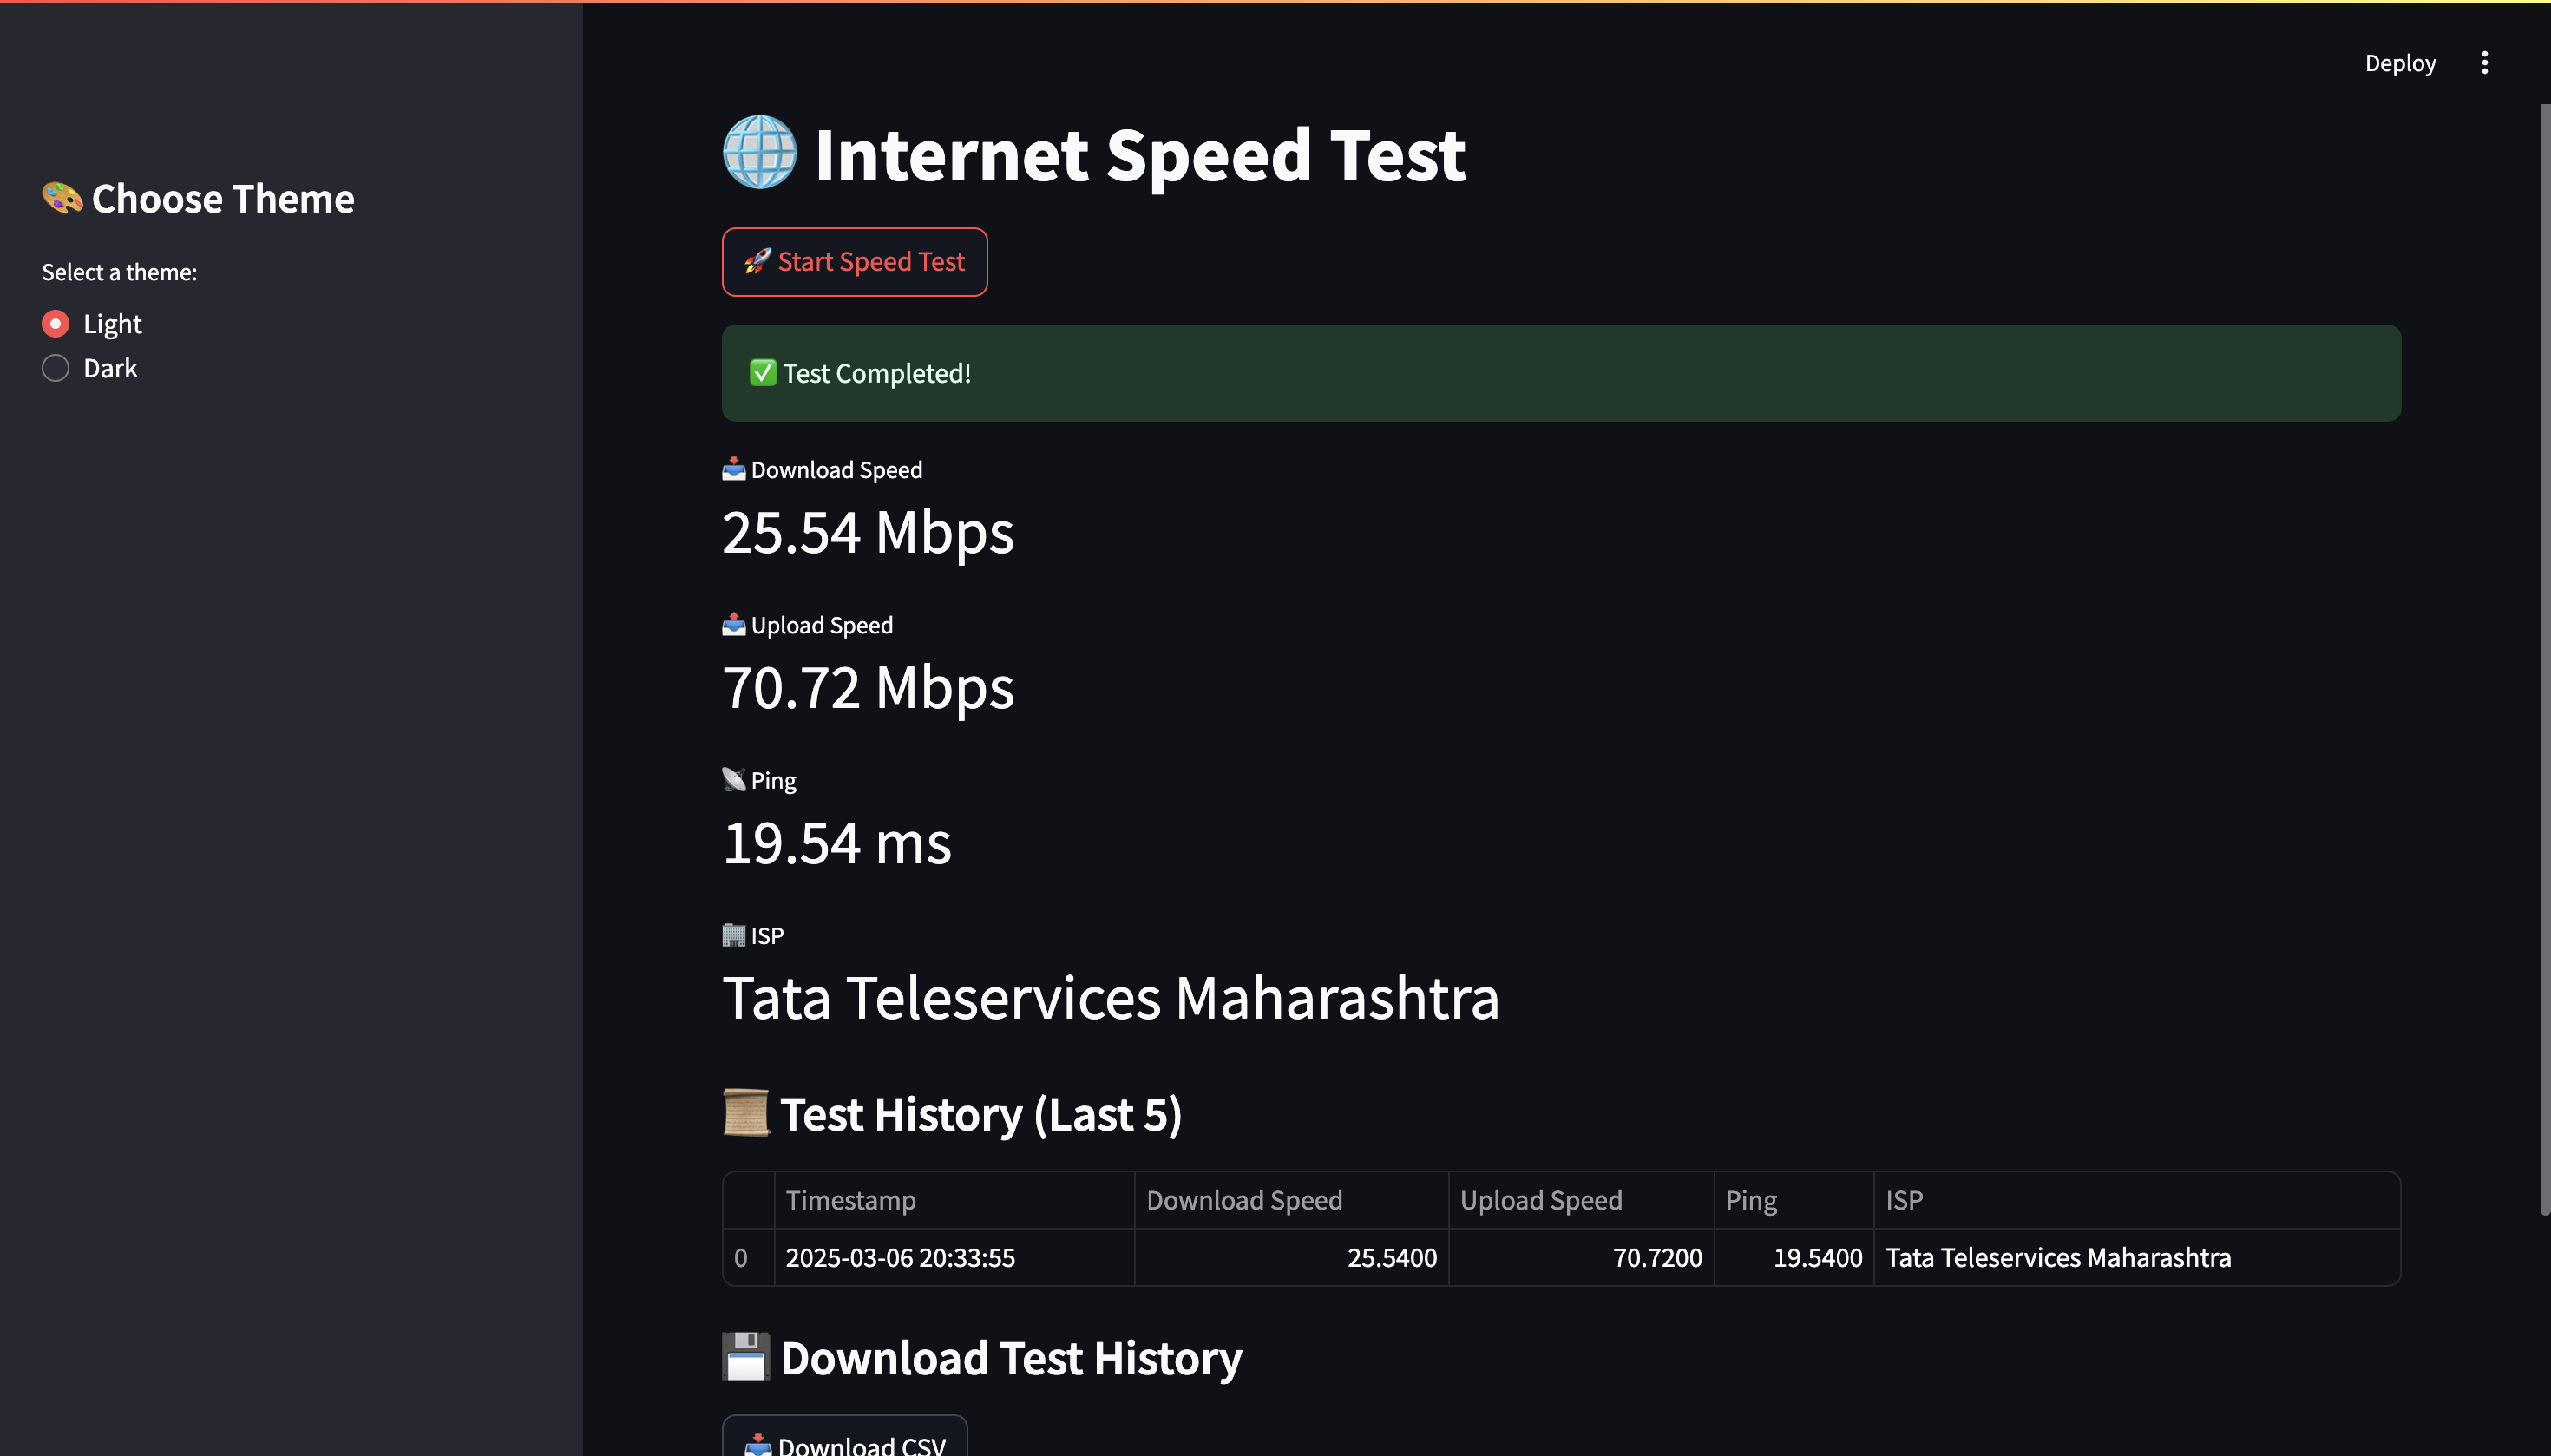 Deploy
Choose Theme
Select a theme:
Light
Dark
Internet Speed Test
Start Speed Test
Test Completed!
Download Speed
25.54 Mbps
Upload Speed
70.72 Mbps
Ping
19.54 ms
ISP
Tata Teleservices Maharashtra
Test History (Last 5)
Timestamp Download Speed Upload Speed Ping ISP
0 2025-03-06 20:33:55 25.5400 70.7200 19.5400 Tata Teleservices Maharashtra
Download Test History
Download CSV